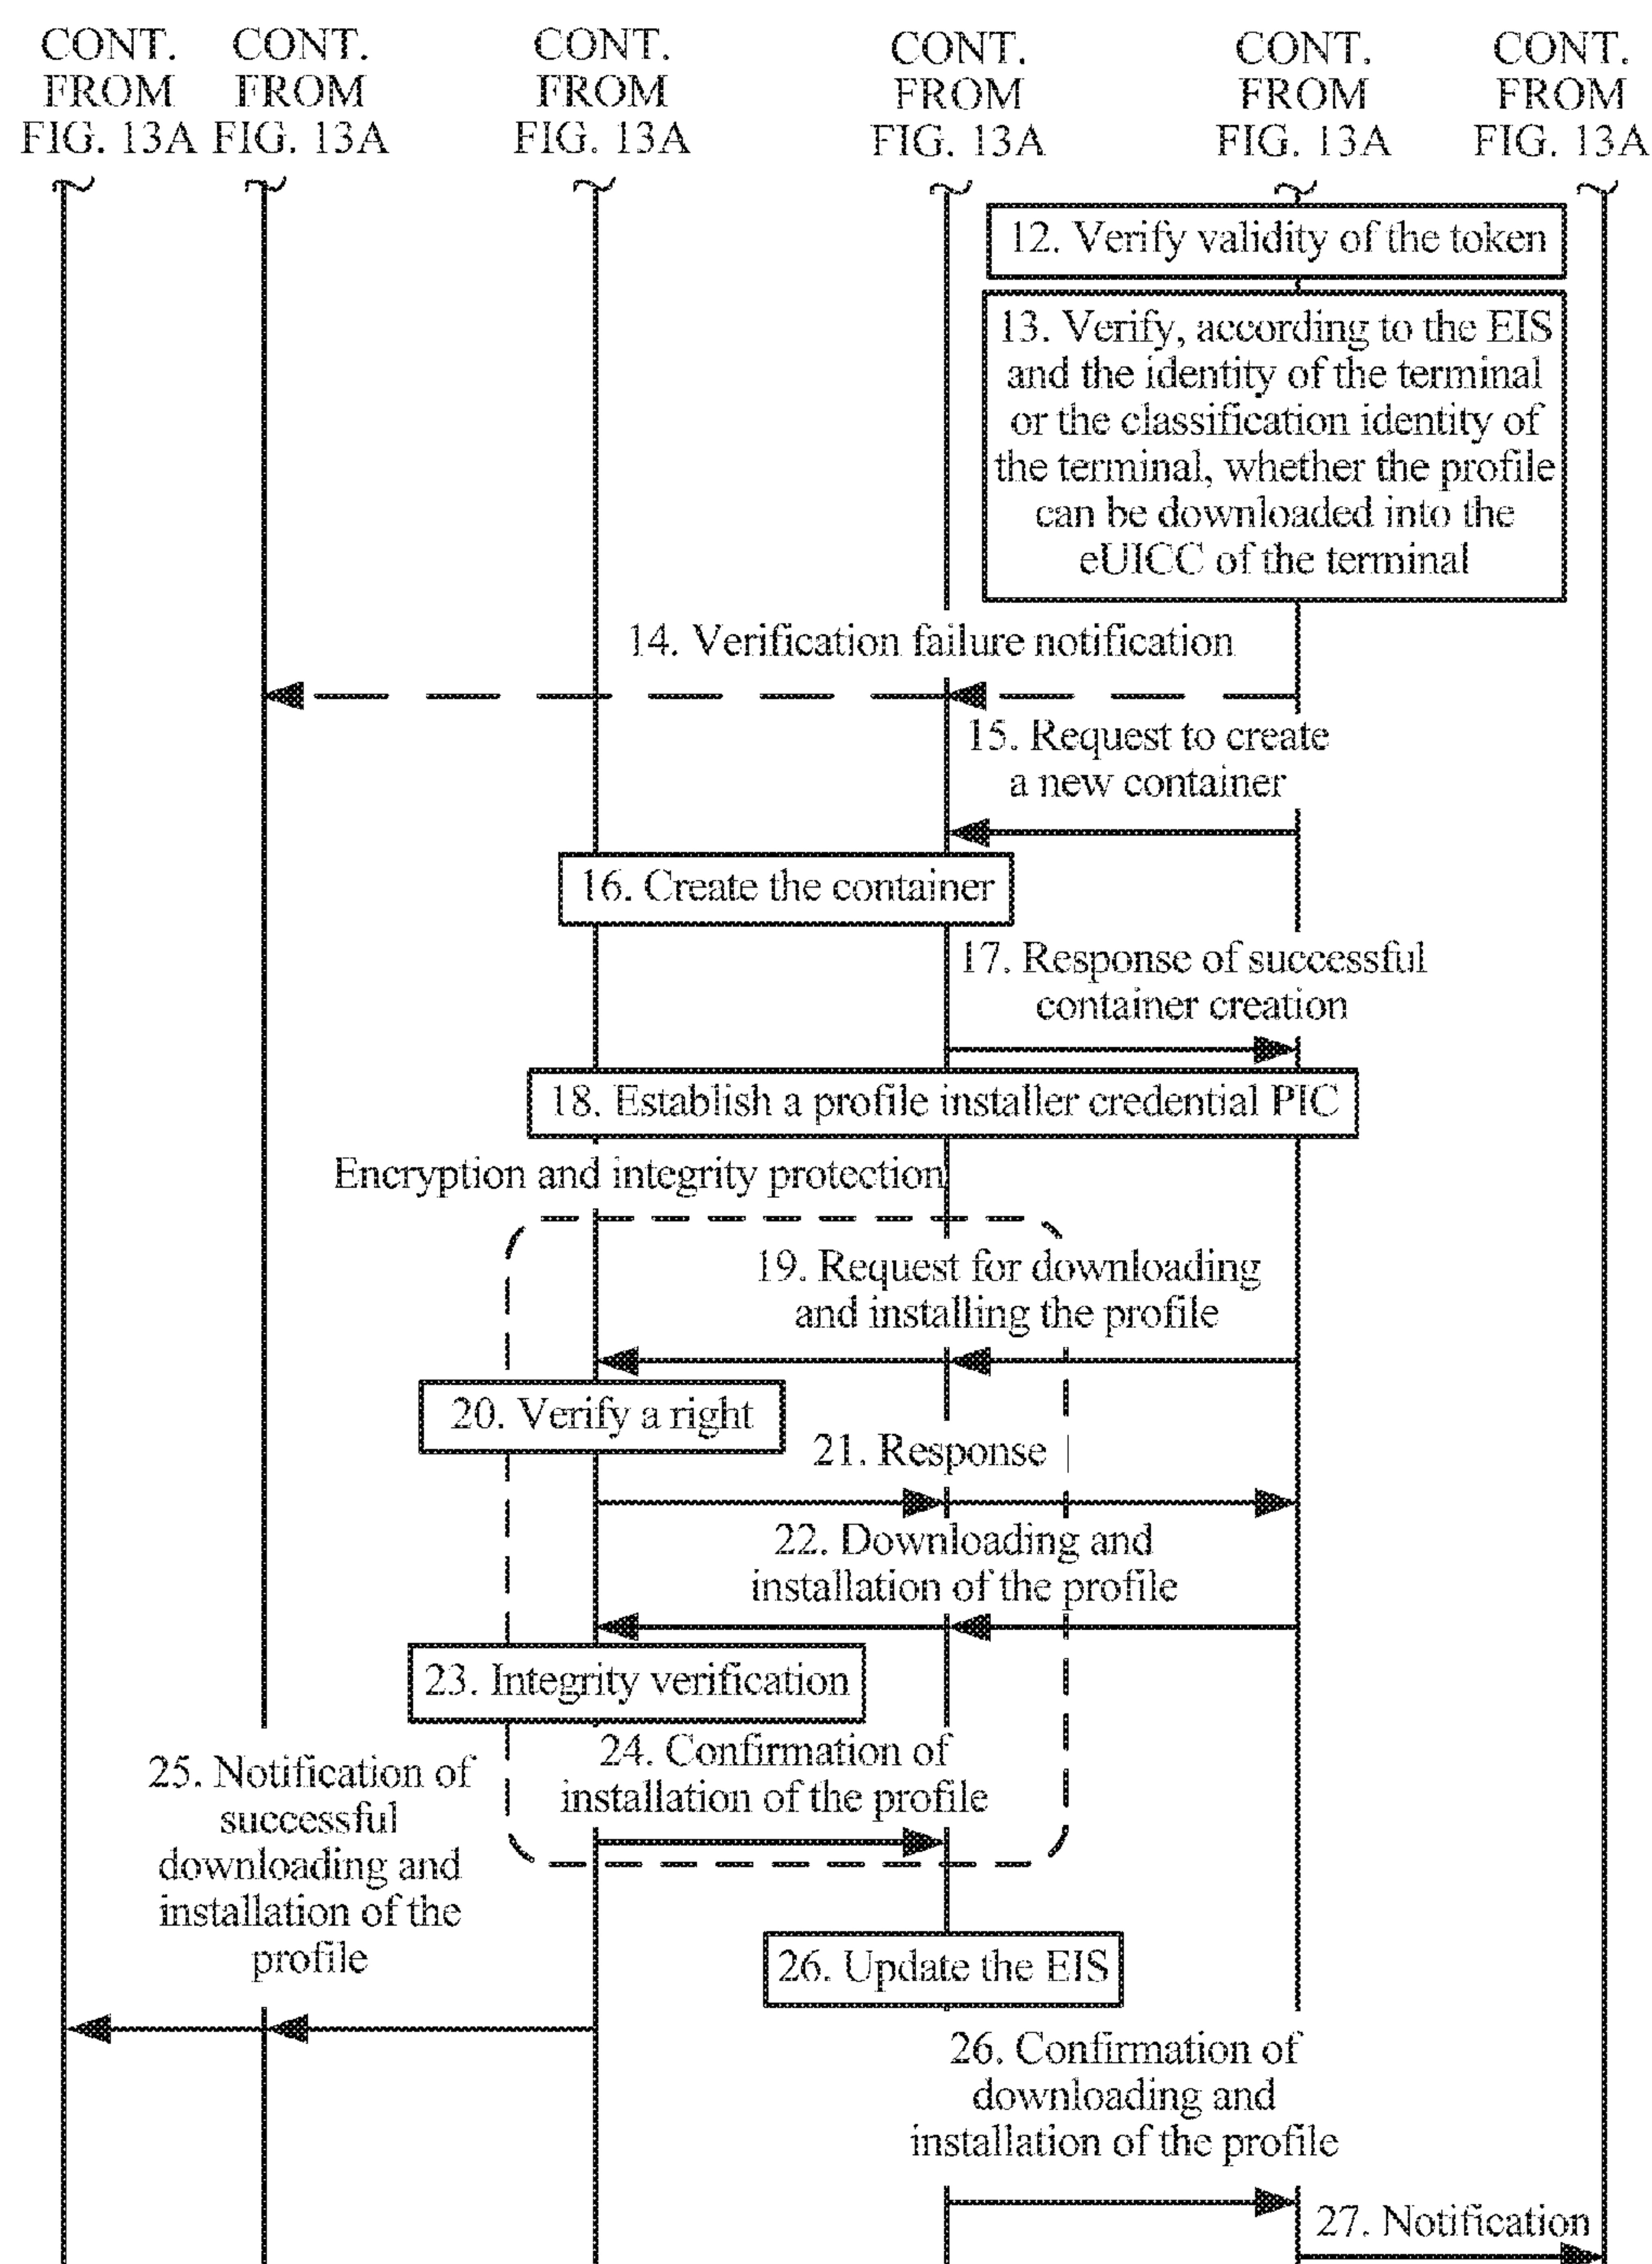 CONT.
FROM
FIG. 13A
CONT.
FROM
FIG. 13A
CONT.
FROM
FIG. 13A
CONT.
FROM
FIG. 13A
CONT.
FROM
FIG. 13A
CONT.
FROM
FIG. 13A
12. Verify validity of the token
13. Verify, according to the EIS
and the identity of the terminal
or the classification identity of
the terminal, whether the profile
can be downloaded into the
eUICC of the terminal
14. Verification failure notification
15. Request to create
a new container
16. Create the container
17. Response of successful
container creation
18. Establish a profile installer credential PIC
Encryption and integrity protection
19. Request for downloading
and installing the profile
20. Verify a right
21. Response
22. Downloading and
installation of the profile
23. Integrity verification
24. Confirmation of
installation of the profile
25. Notification of
successful
downloading and
installation of the
profile
26. Update the EIS
26. Confirmation of
downloading and
installation of the profile
27. Notification